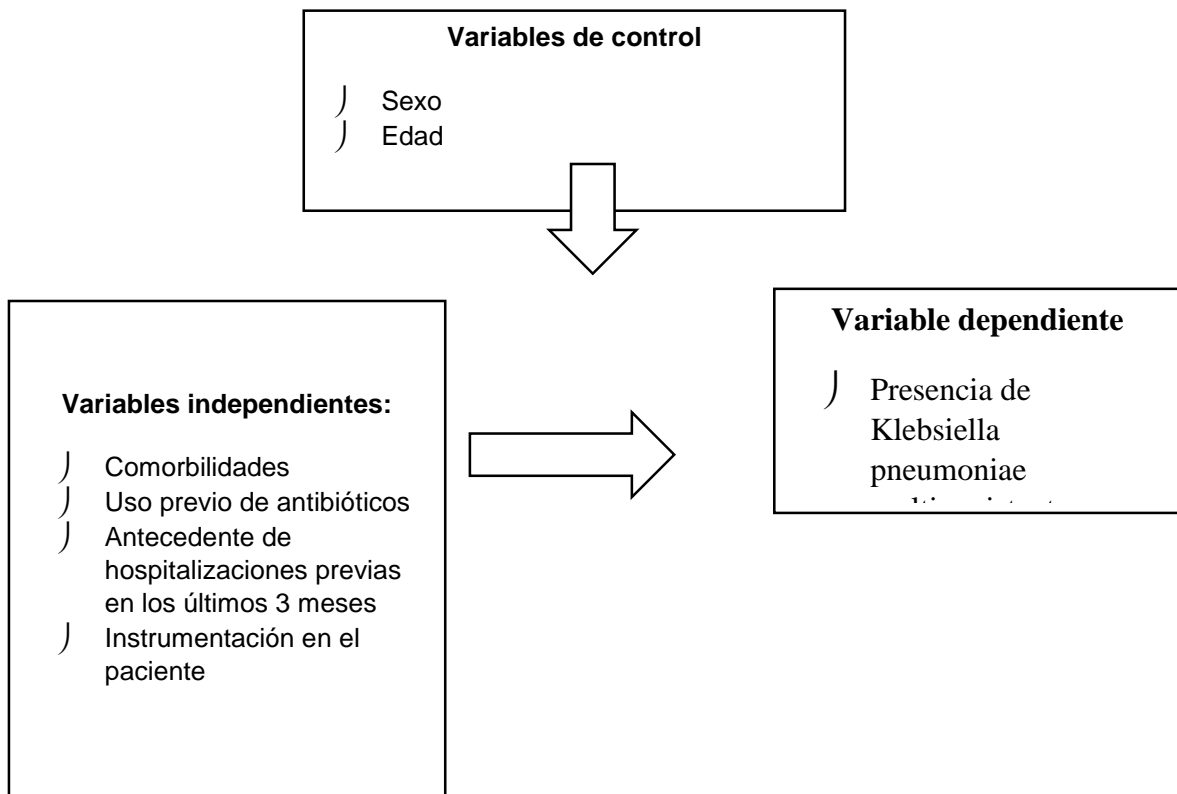 Variables de control
Sexo
Edad
Variables independientes:
Comorbilidades
Uso previo de antibióticos
Antecedente de
hospitalizaciones previas
en los últimos 3 meses
Instrumentación en el
paciente
Variable dependiente
Presencia de
Klebsiella
pneumoniae